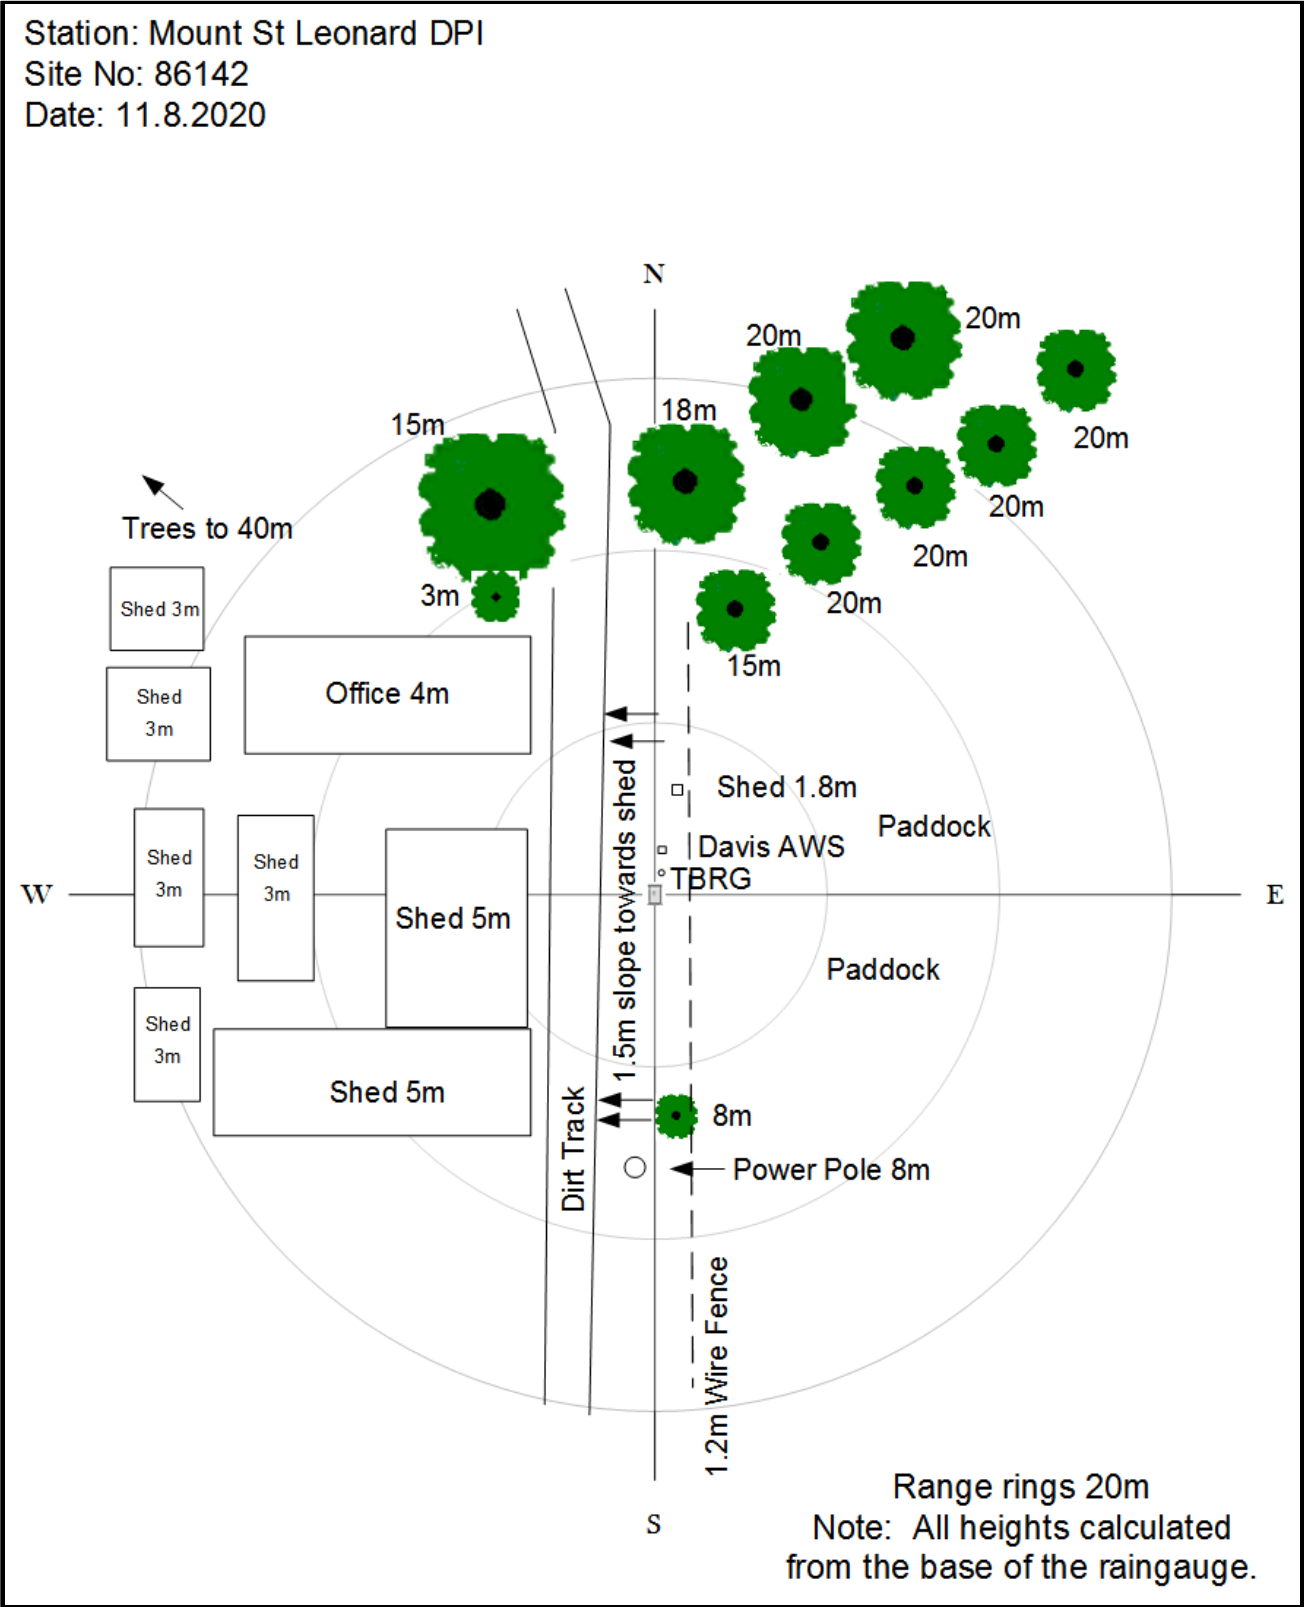 Station: Mount St Leonard DPI
Site No: 86142
Date: 11.8.2020
N
20m
20m
18m
15m
20m
20m
Trees to 40m
20m
3m
20m
Shed 3m
15m
Office 4m
Shed
3m
Shed 1.8m
Paddock
Davis AWS
Shed
3m
Shed
3m
TBRG
W
E
Shed 5m
1.5m slope towards shed
Paddock
Shed
3m
Shed 5m
8m
Dirt Track
Power Pole 8m
1.2m Wire Fence
Range rings 20m
S
Note: All heights calculated
from the base of the raingauge.